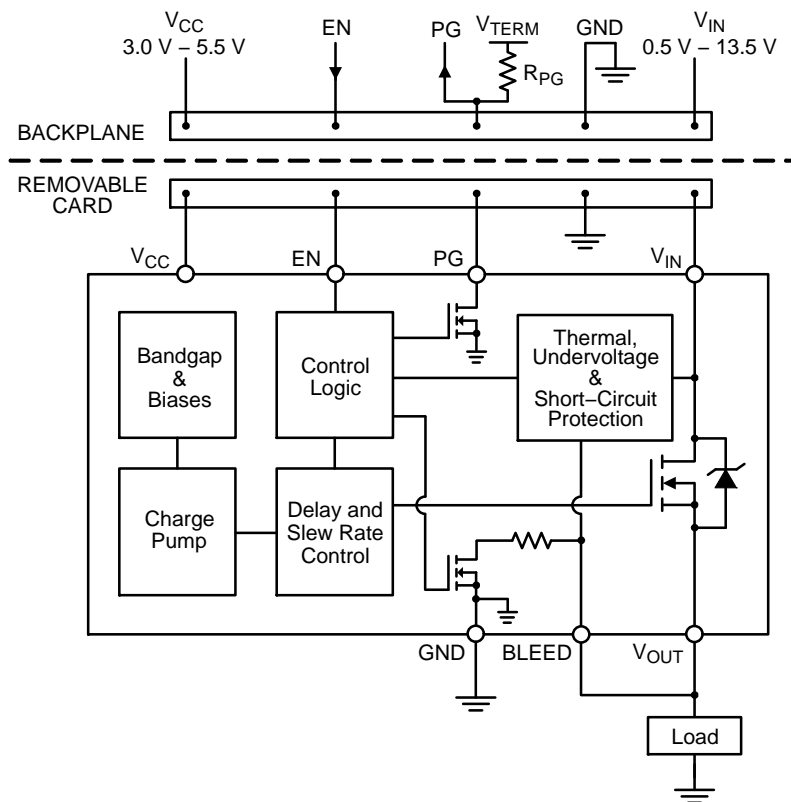 VCC
3.0 V – 5.5 V
EN
PG
VTERM
RPG
GND
VIN
0.5 V – 13.5 V
BACKPLANE
REMOVABLE
CARD
VCC
EN
PG
VIN
Bandgap
&
Biases
Control
Logic
Thermal,
Undervoltage
&
Short–Circuit
Protection
Charge
Pump
Delay and
Slew Rate
Control
GND
BLEED
VOUT
Load